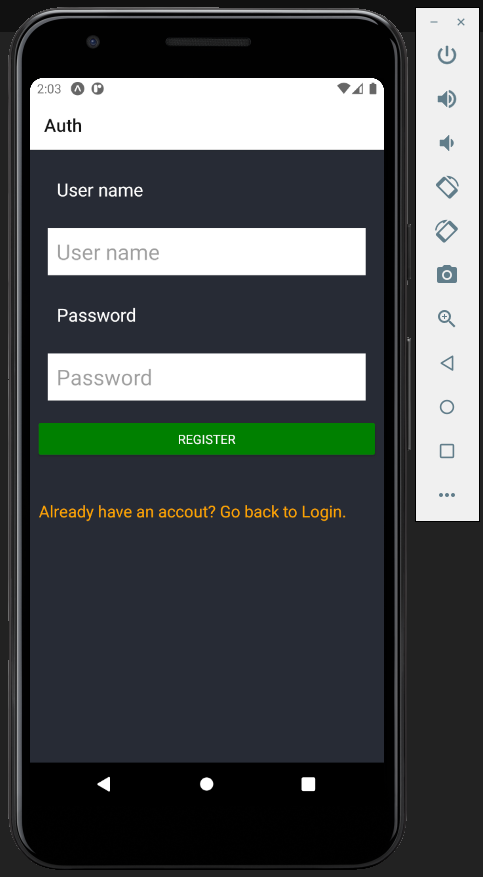 2:03
Auth
User name
User name
Password
Password
REGISTER
Already have an accout? Go back to Login.